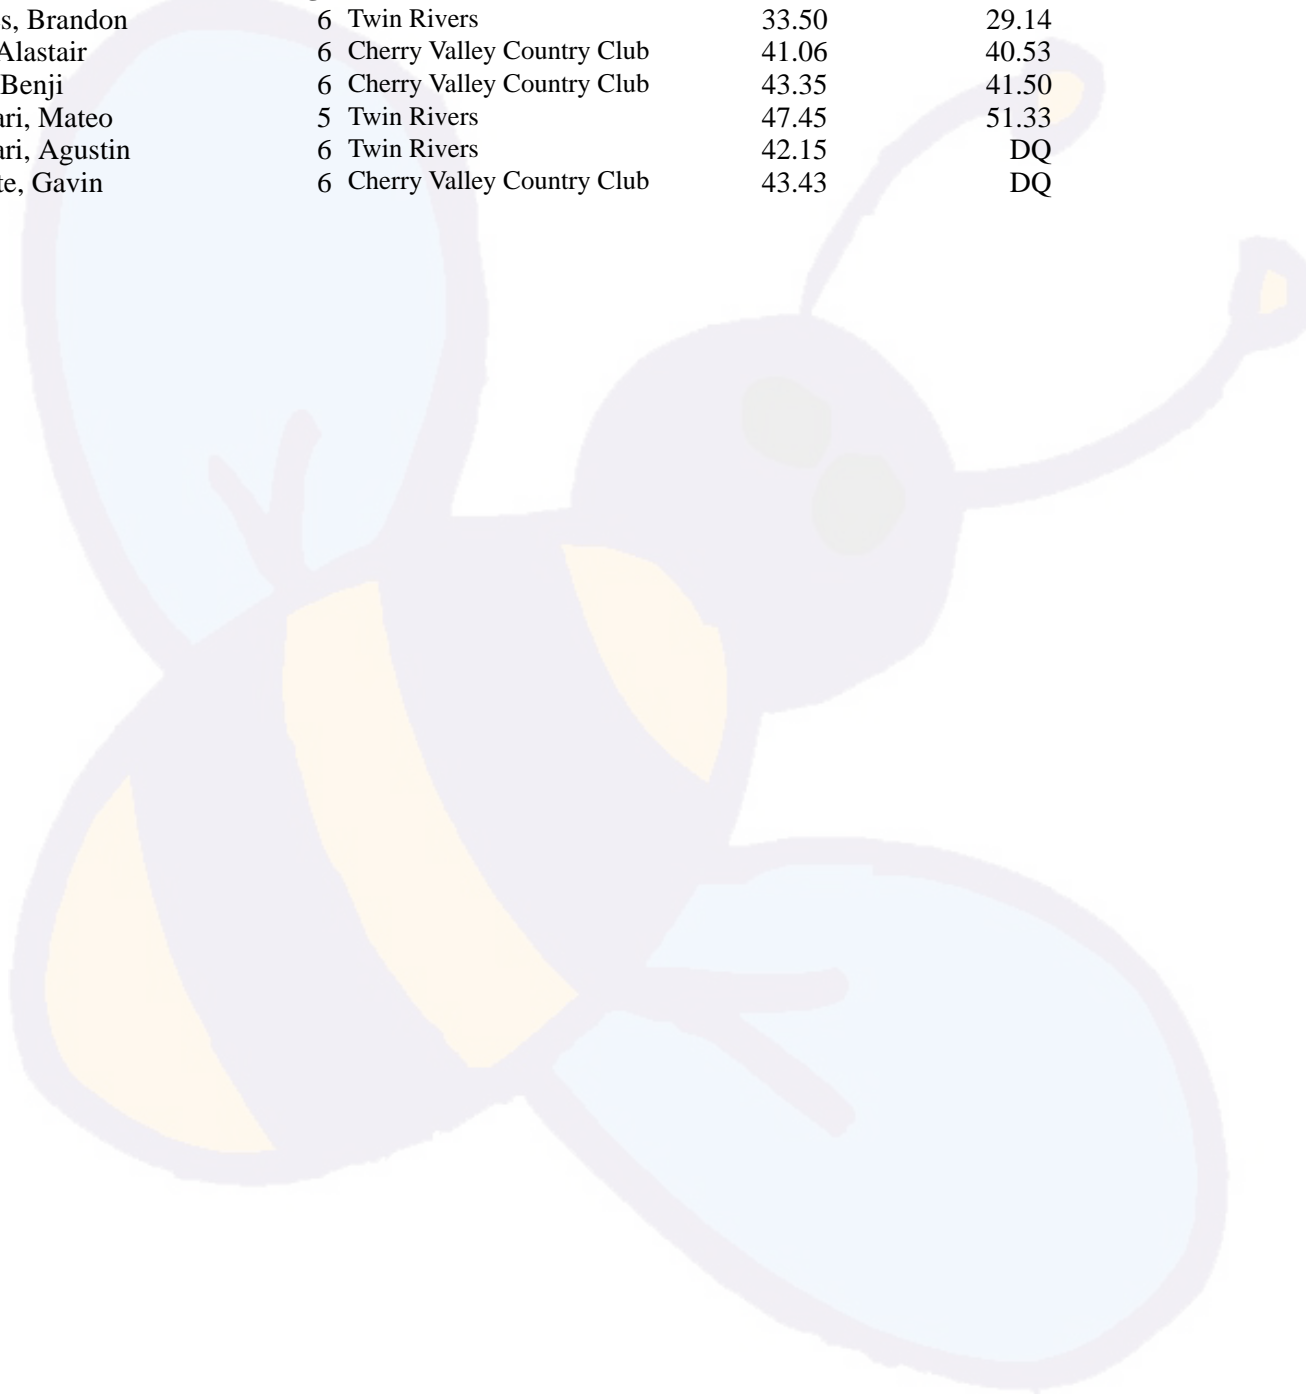 s, Brandon 6 Twin Rivers 33.50 29.14
Alastair 6 Cherry Valley Country Club 41.06 40.53
Benji 6 Cherry Valley Country Club 43.35 41.50
ari, Mateo 5 Twin Rivers 47.45 51.33
ari, Agustin 6 Twin Rivers 42.15 DQ
te, Gavin 6 Cherry Valley Country Club 43.43 DQ